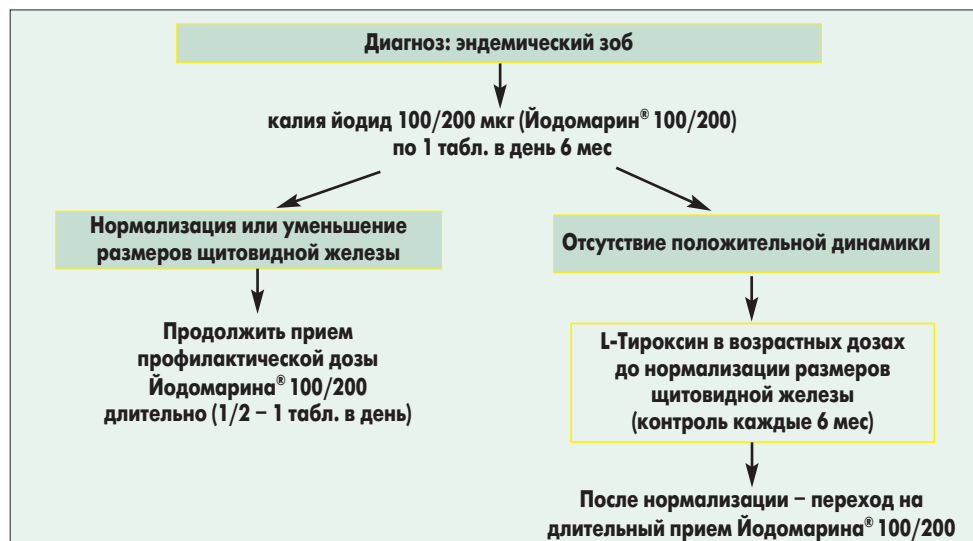 Диагноз: эндемический зоб
калия йодид 100/200 мкг (Йодомарин® 100/200)
по 1 табл. в день 6 мес
Нормализация или уменьшение
размеров щитовидной железы
Отсутствие положительной динамики
Продолжить прием
профилактической дозы
Йодомарина® 100/200
длительно (1/2 – 1 табл. в день)
L-Тироксин в возрастных дозах
до нормализации размеров
щитовидной железы
(контроль каждые 6 мес)
После нормализации – переход на
длительный прием Йодомарина® 100/200